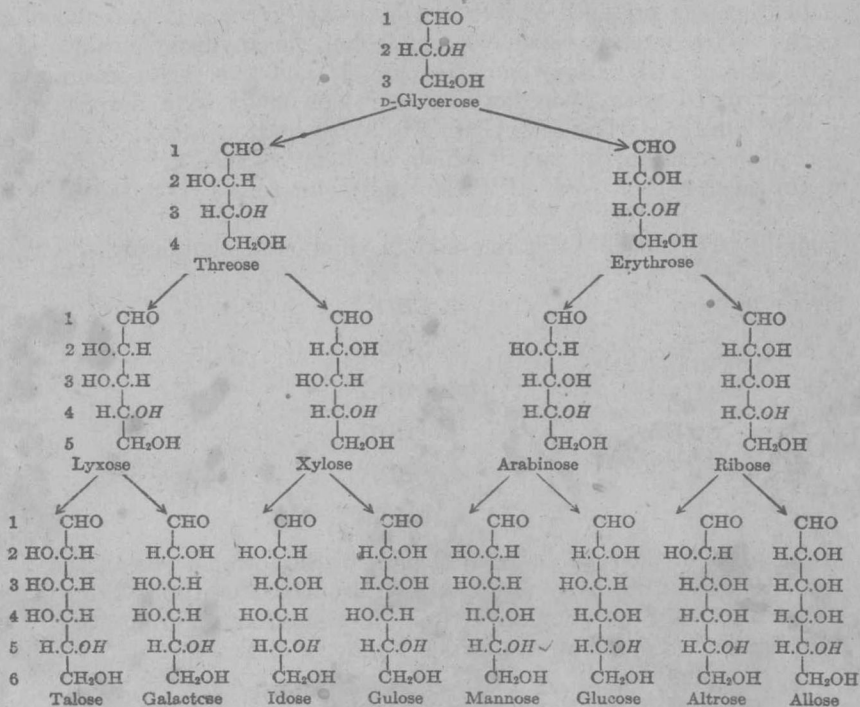 1 CHO
2 H.C.OH
3 CH₂OH
D-Glycerose
1 CHO CHO
2 HO.C.H H.C.OH
3 H.C.OH H.C.OH
4 CH₂OH CH₂OH
Threose Erythrose
1 CHO CHO CHO CHO
2 HO.C.H H.C.OH HO.C.H H.C.OH
3 HO.C.H HO.C.H H.C.OH H.C.OH
4 H.C.OH H.C.OH H.C.OH H.C.OH
5 CH₂OH CH₂OH CH₂OH CH₂OH
Lyxose Xylose Arabinose Ribose
1 CHO CHO CHO CHO CHO CHO CHO CHO
2 HO.C.H H.C.OH HO.C.H H.C.OH HO.C.H H.C.OH HO.C.H H.C.OH
3 HO.C.H HO.C.H H.C.OH H.C.OH HO.C.H HO.C.H H.C.OH H.C.OH
4 HO.C.H HO.C.H HO.C.H HO.C.H H.C.OH H.C.OH H.C.OH H.C.OH
5 H.C.OH H.C.OH H.C.OH H.C.OH H.C.OH H.C.OH H.C.OH H.C.OH
6 CH₂OH CH₂OH CH₂OH CH₂OH CH₂OH CH₂OH CH₂OH CH₂OH
Talose Galactose Idose Gulose Mannose Glucose Altrose Allose